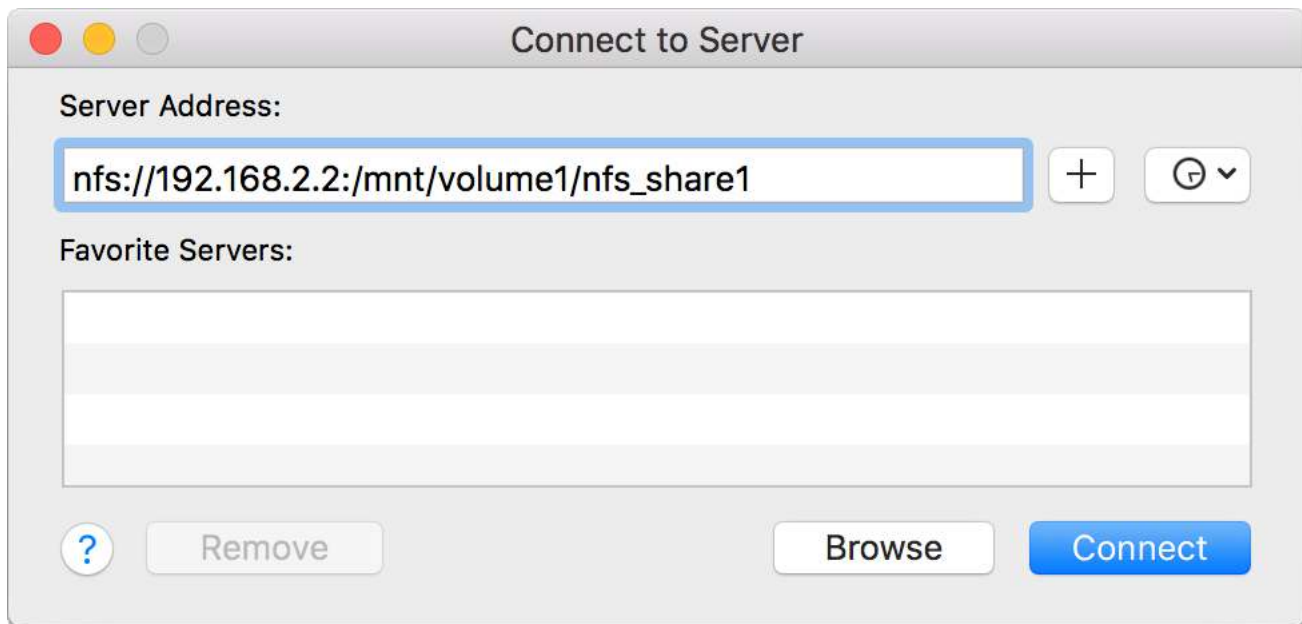 Connect to Server
Server Address:
nfs://192.168.2.2:/mnt/volume1/nfs_share1
+
Favorite Servers:
?
Remove
Browse
Connect